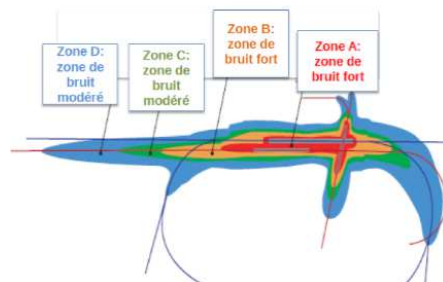 Zone D:
zone de
bruit
modéré
Zone C:
zone de
bruit
modéré
Zone B:
zone de
bruit fort
Zone A:
zone de
bruit fort